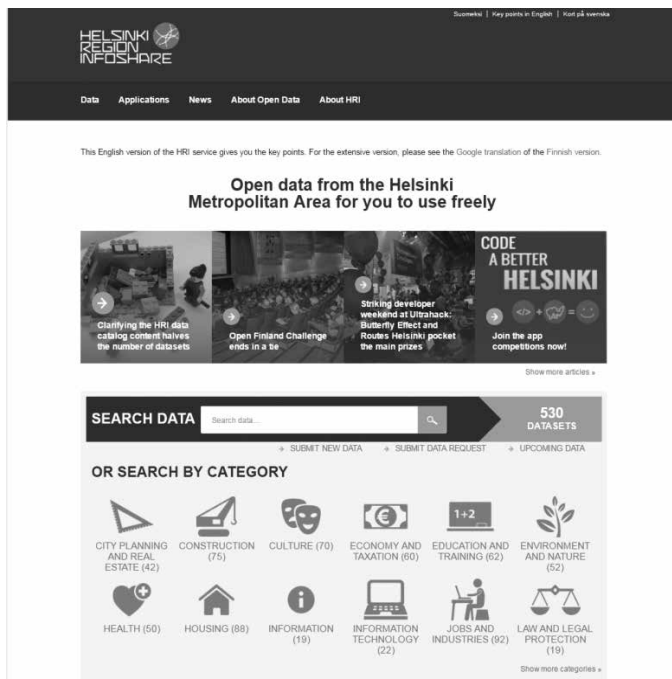 Suomeksi | Key points in English | Kort på svenska
HELSINKI
REGION
INFOSHARE
Data Applications News About Open Data About HRI
This English version of the HRI service gives you the key points. For the extensive version, please see the Google translation of the Finnish version.
Open data from the Helsinki
Metropolitan Area for you to use freely
Clarifying the HRI data
catalog content halves
the number of datasets
Open Finland Challenge
ends in a tie
Striking developer
weekend at Ultrahack:
Butterfly Effect and
Routes Helsinki pocket
the main prizes
CODE
A BETTER
HELSINKI
</> + = 
Join the app
competitions now!
Show more articles »
SEARCH DATA Search data... 530
DATASETS
SUBMIT NEW DATA SUBMIT DATA REQUEST UPCOMING DATA
OR SEARCH BY CATEGORY
1+2
CITY PLANNING
AND REAL
ESTATE (42)
CONSTRUCTION
(75)
CULTURE (70)
ECONOMY AND
TAXATION (60)
EDUCATION AND
TRAINING (62)
ENVIRONMENT
AND NATURE
(52)
HEALTH (50)
HOUSING (88)
INFORMATION
(19)
INFORMATION
TECHNOLOGY
(22)
JOBS AND
INDUSTRIES (92)
LAW AND LEGAL
PROTECTION
(19)
Show more categories »